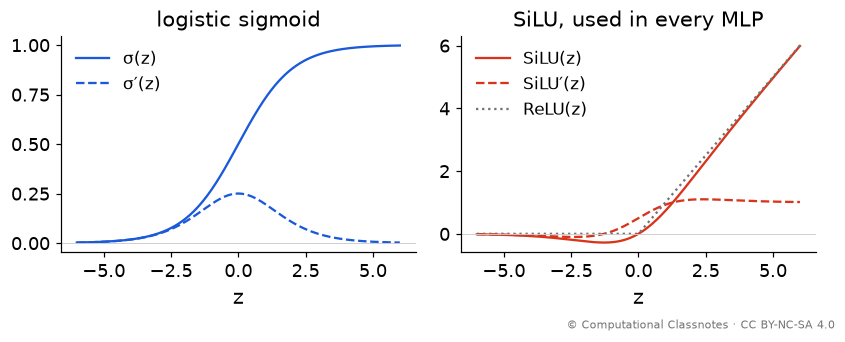 logistic sigmoid
1.00
0.75
0.50
0.25
0.00
σ(z)
σ′(z)
−5.0 −2.5 0.0 2.5 5.0
z
SiLU, used in every MLP
6
4
2
0
SiLU(z)
SiLU′(z)
ReLU(z)
−5.0 −2.5 0.0 2.5 5.0
z
© Computational Classnotes · CC BY-NC-SA 4.0